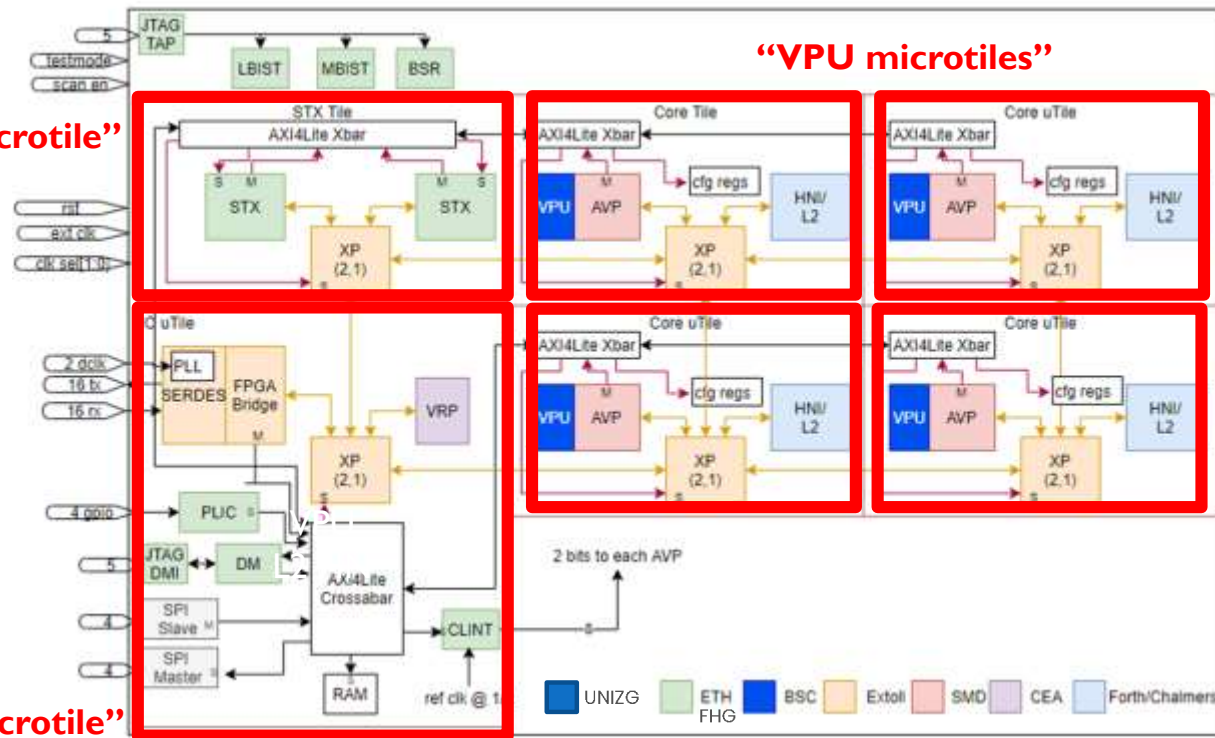 JTAG
TAP
5
testmode
scan en
LBIST
MBIST
BSR
“VPU microtiles”
crotile”
STX Tile
AXI4Lite Xbar
S
M
M
S
STX
STX
XP
(2,1)
S
Core Tile
AXI4Lite Xbar
cfg regs
M
VPU
AVP
HNI/
L2
XP
(2,1)
S
Core uTile
AXI4Lite Xbar
cfg regs
M
VPU
AVP
HNI/
L2
XP
(2,1)
S
rst
ext clk
clk sel[1:0]
uTile
2 dclk
16 tx
16 rx
PLL
SERDES
FPGA
Bridge
M
VRP
XP
(2,1)
S
Core uTile
AXI4Lite Xbar
cfg regs
M
VPU
AVP
HNI/
L2
XP
(2,1)
S
Core uTile
AXI4Lite Xbar
cfg regs
M
VPU
AVP
HNI/
L2
XP
(2,1)
S
4 gpio
PLIC
S
VPU
L2
5
JTAG
DMI
DM
AXI4Lite
Crossabar
2 bits to each AVP
4
SPI
Slave
M
CLINT
8
4
SPI
Master
S
S
RAM
ref clk @ 1
UNIZG
ETH
FHG
BSC
Extoll
SMD
CEA
Forth/Chalmers
crotile”